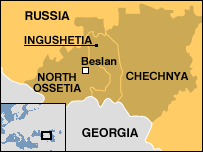 RUSSIA
INGUSHETIA
Beslan
NORTH
OSSETIA
CHECHNYA
GEORGIA